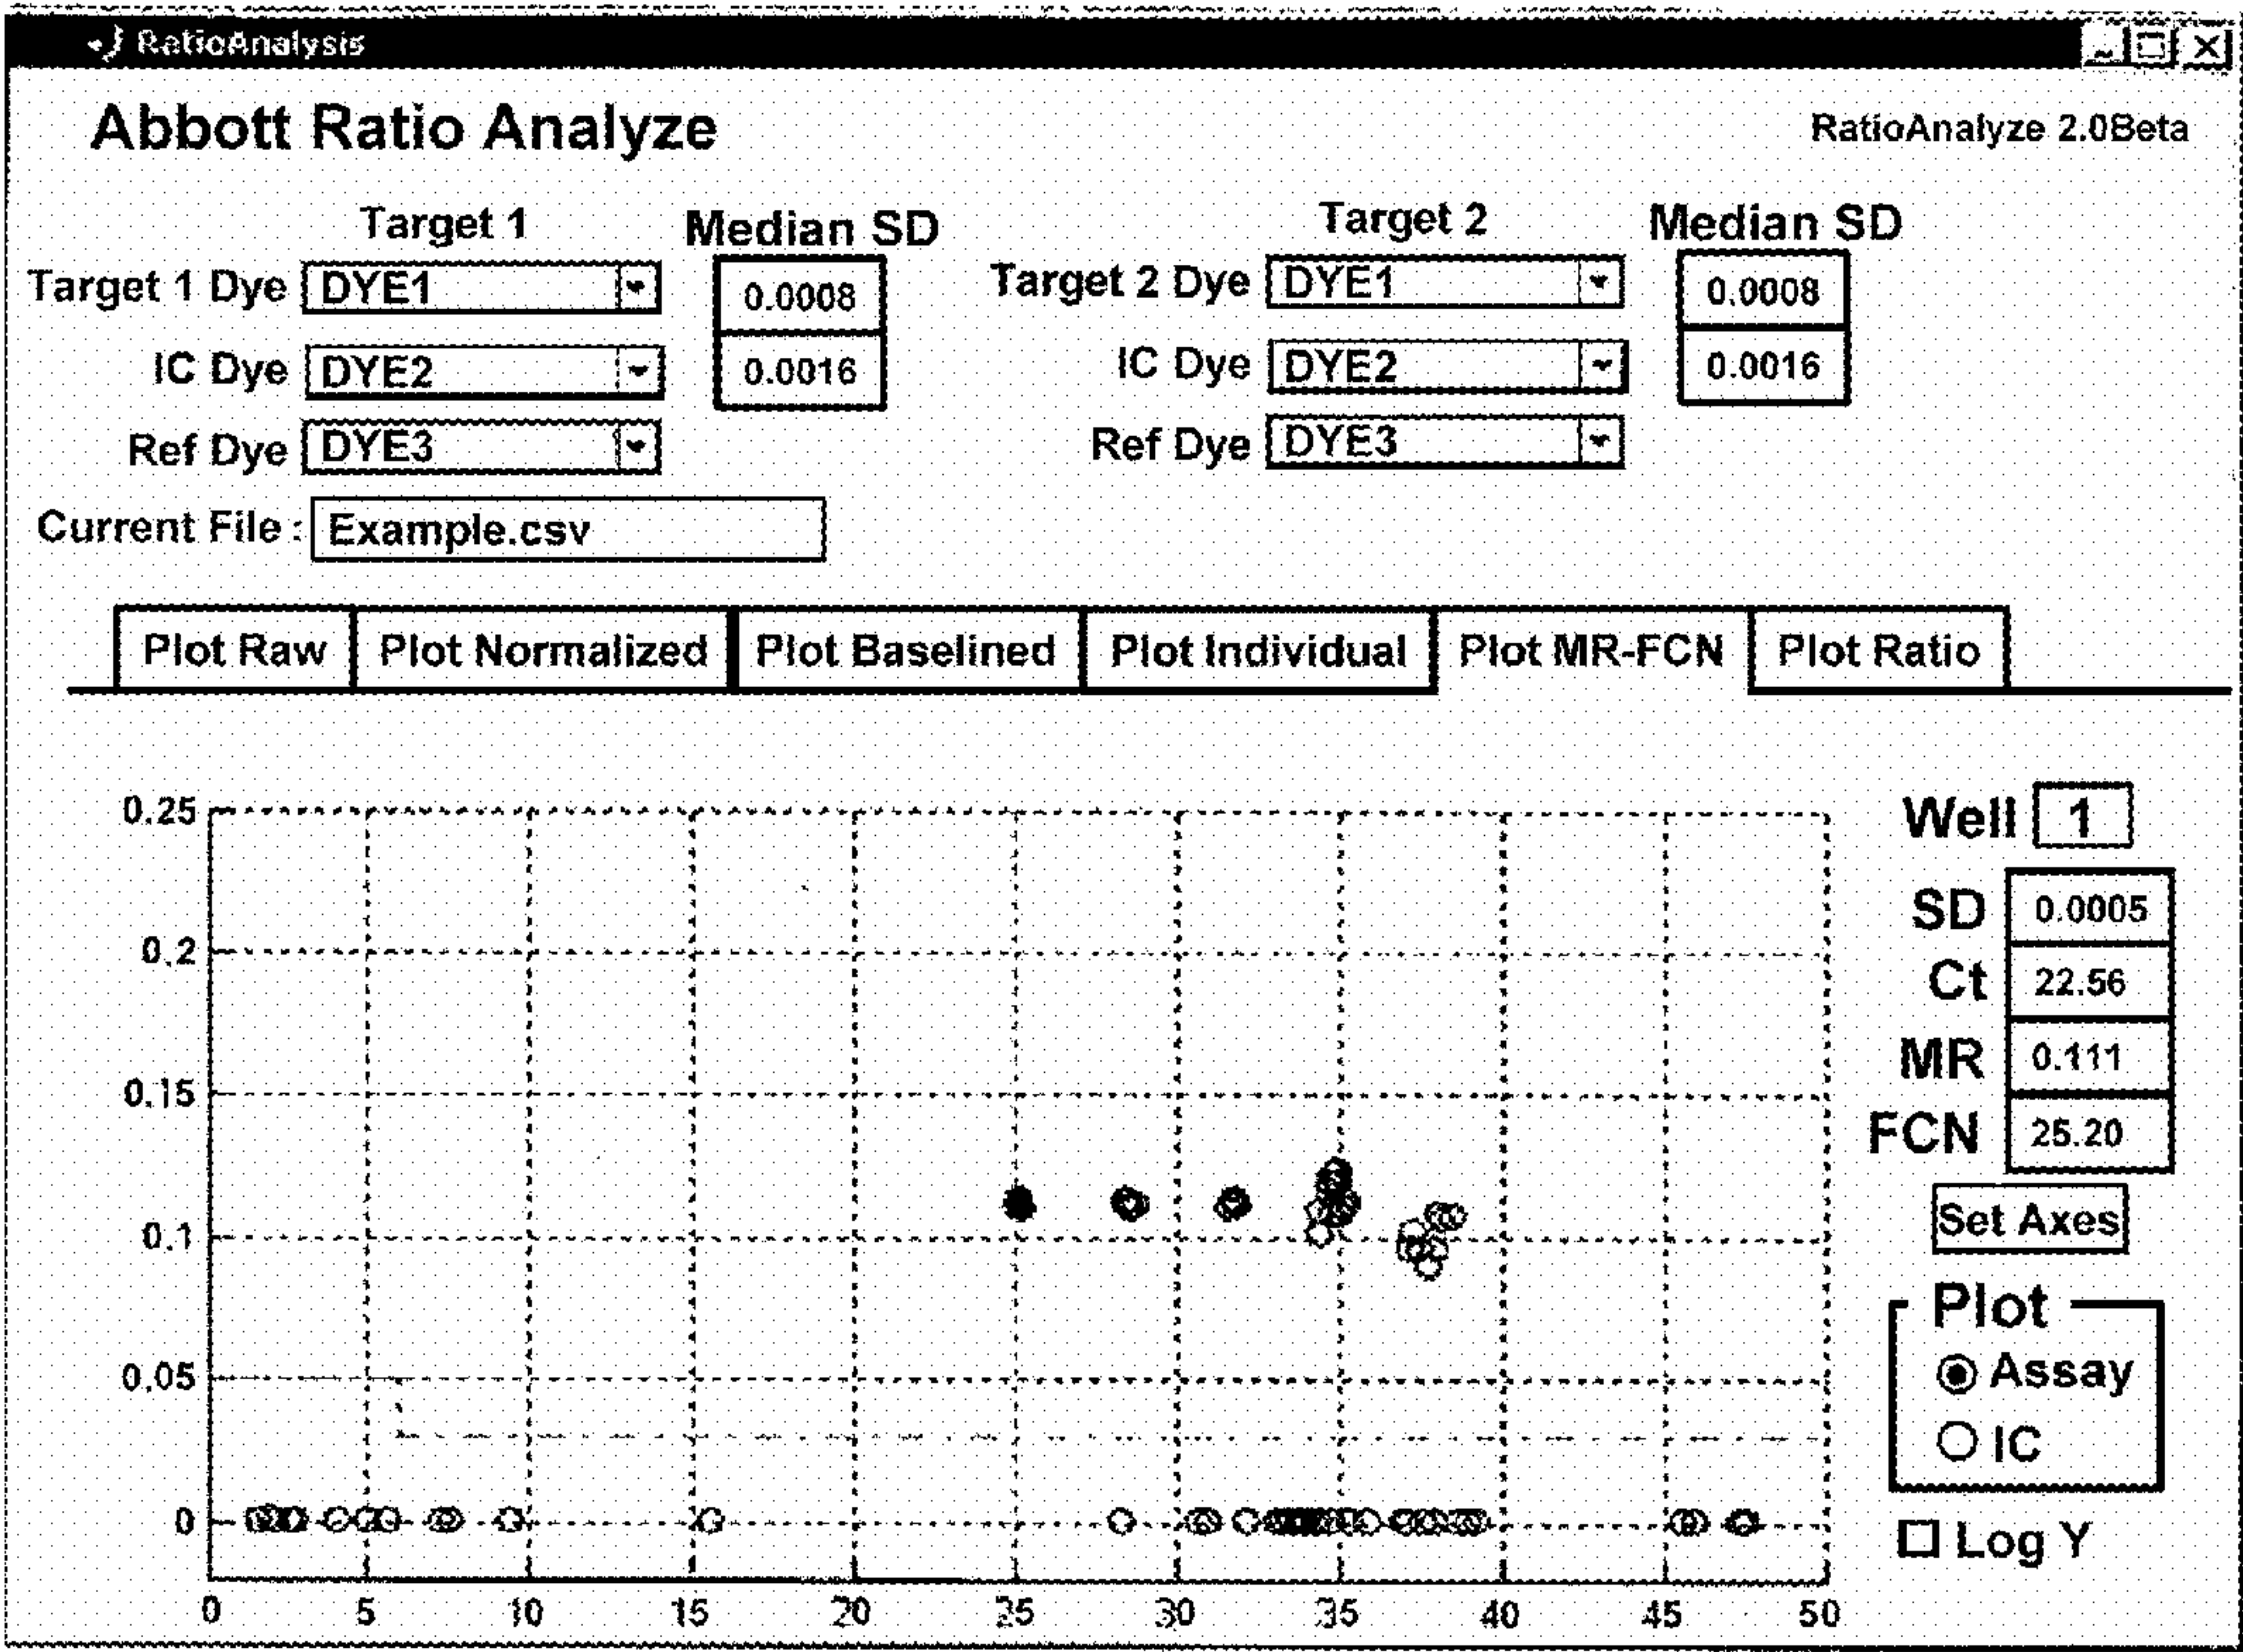 RatioAnalysis
Abbott Ratio Analyze
RatioAnalyze 2.0Beta
Target 1 Median SD Target 2 Median SD
Target 1 Dye DYE1 0.0008 Target 2 Dye DYE1 0.0008
IC Dye DYE2 0.0016 IC Dye DYE2 0.0016
Ref Dye DYE3 Ref Dye DYE3
Current File: Example.csv
Plot Raw Plot Normalized Plot Baselined Plot Individual Plot MR-FCN Plot Ratio
0.25
0.2
0.15
0.1
0.05
0
0 5 10 15 20 25 30 35 40 45 50
Well 1
SD 0.0005
Ct 22.56
MR 0.111
FCN 25.20
Set Axes
Plot
Assay
IC
Log Y